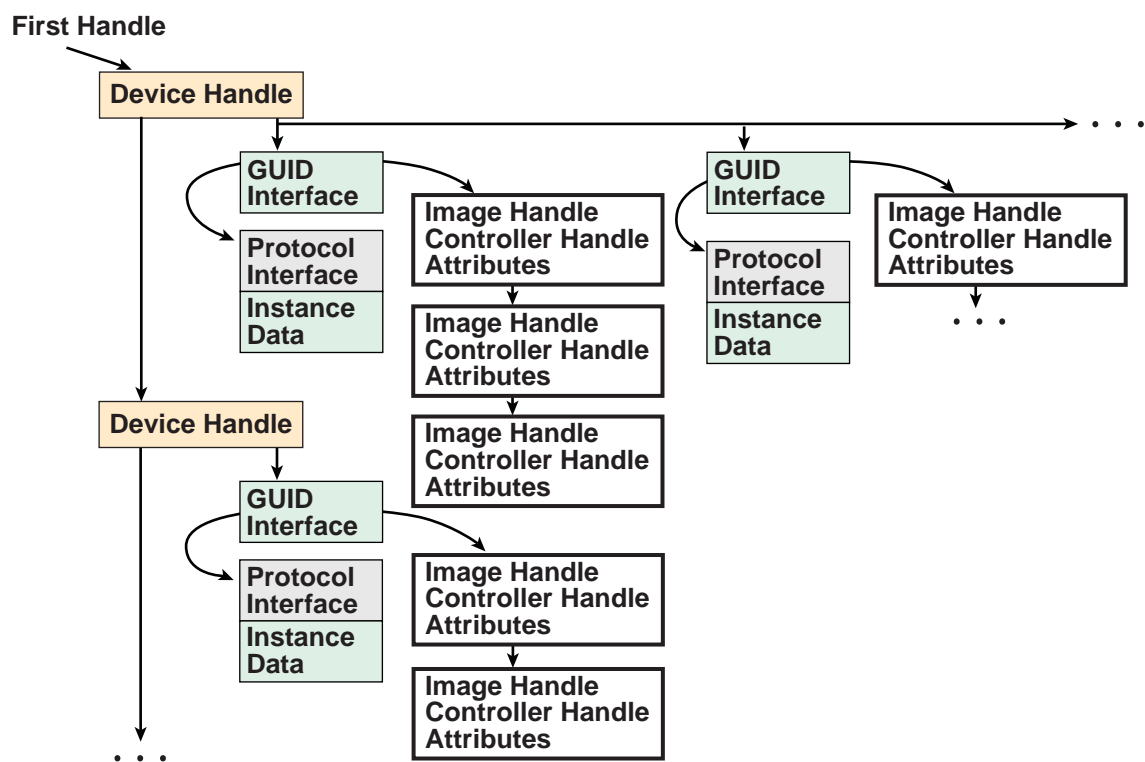 First Handle
Device Handle
. . .
GUID
Interface
GUID
Interface
Image Handle
Controller Handle
Attributes
Image Handle
Controller Handle
Attributes
Protocol
Interface
Instance
Data
Protocol
Interface
Instance
Data
. . .
Image Handle
Controller Handle
Attributes
Device Handle
Image Handle
Controller Handle
Attributes
GUID
Interface
Protocol
Interface
Instance
Data
Image Handle
Controller Handle
Attributes
Image Handle
Controller Handle
Attributes
. . .